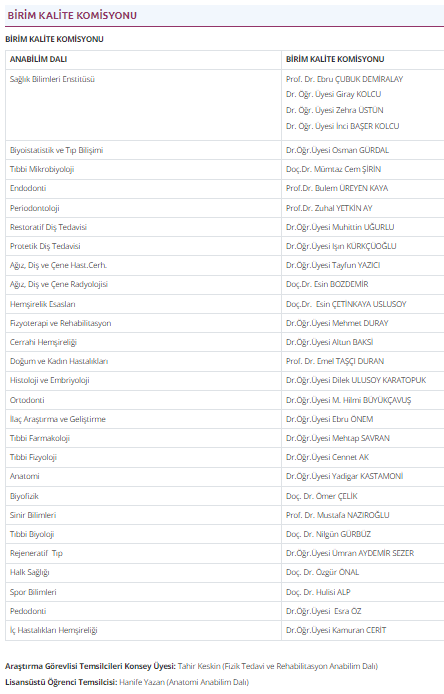 BİRİM KALİTE KOMİSYONU
BİRİM KALİTE KOMİSYONU
ANABİLİM DALI BİRİM KALİTE KOMİSYONU
Sağlık Bilimleri Enstitüsü Prof. Dr. Ebru ÇUBUK DEMİRALAY
Dr. Öğr. Üyesi Giray KOLCU
Dr. Öğr. Üyesi Zehra ÜSTÜN
Dr. Öğr. Üyesi İnci BAŞER KOLCU
Biyoistatistik ve Tıp Bilişimi Dr.Öğr.Üyesi Osman GÜRDAL
Tıbbi Mikrobiyoloji Doç.Dr. Mümtaz Cem ŞİRİN
Endodonti Prof.Dr. Bulem ÜREYEN KAYA
Periodontoloji Prof.Dr. Zuhal YETKİN AY
Restoratif Diş Tedavisi Dr.Öğr.Üyesi Muhittin UĞURLU
Protetik Diş Tedavisi Dr.Öğr.Üyesi Işın KÜRKÇÜOĞLU
Ağız, Diş ve Çene Hast.Cerh. Dr.Öğr.Üyesi Tayfun YAZICI
Ağız, Diş ve Çene Radyolojisi Doç.Dr. Esin BOZDEMİR
Hemşirelik Esasları Doç.Dr. Esin ÇETİNKAYA USLUSOY
Fizyoterapi ve Rehabilitasyon Dr.Öğr.Üyesi Mehmet DURAY
Cerrahi Hemşireliği Dr.Öğr.Üyesi Altun BAKSİ
Doğum ve Kadın Hastalıkları Prof. Dr. Emel TAŞÇI DURAN
Histoloji ve Embriyoloji Dr.Öğr.Üyesi Dilek ULUSOY KARATOPUK
Ortodonti Dr.Öğr.Üyesi M. Hilmi BÜYÜKÇAVUŞ
İlaç Araştırma ve Geliştirme Dr.Öğr.Üyesi Ebru ÖNEM
Tıbbi Farmakoloji Dr.Öğr.Üyesi Mehtap SAVRAN
Tıbbi Fizyoloji Dr.Öğr.Üyesi Cennet AK
Anatomi Dr.Öğr.Üyesi Yadigar KASTAMONİ
Biyofizik Doç. Dr. Ömer ÇELİK
Sinir Bilimleri Prof. Dr. Mustafa NAZIROĞLU
Tıbbi Biyoloji Doç. Dr. Nilgün GÜRBÜZ
Rejeneratif Tıp Dr.Öğr.Üyesi Ümran AYDEMİR SEZER
Halk Sağlığı Doç. Dr. Özgür ÖNAL
Spor Bilimleri Doç. Dr. Hulisi ALP
Pedodonti Dr.Öğr.Üyesi Esra ÖZ
İç Hastalıkları Hemşireliği Dr.Öğr.Üyesi Kamuran CERİT
Araştırma Görevlisi Temsilcileri Konsey Üyesi: Tahir Keskin (Fizik Tedavi ve Rehabilitasyon Anabilim Dalı)
Lisansüstü Öğrenci Temsilcisi: Hanife Yazan (Anatomi Anabilim Dalı)